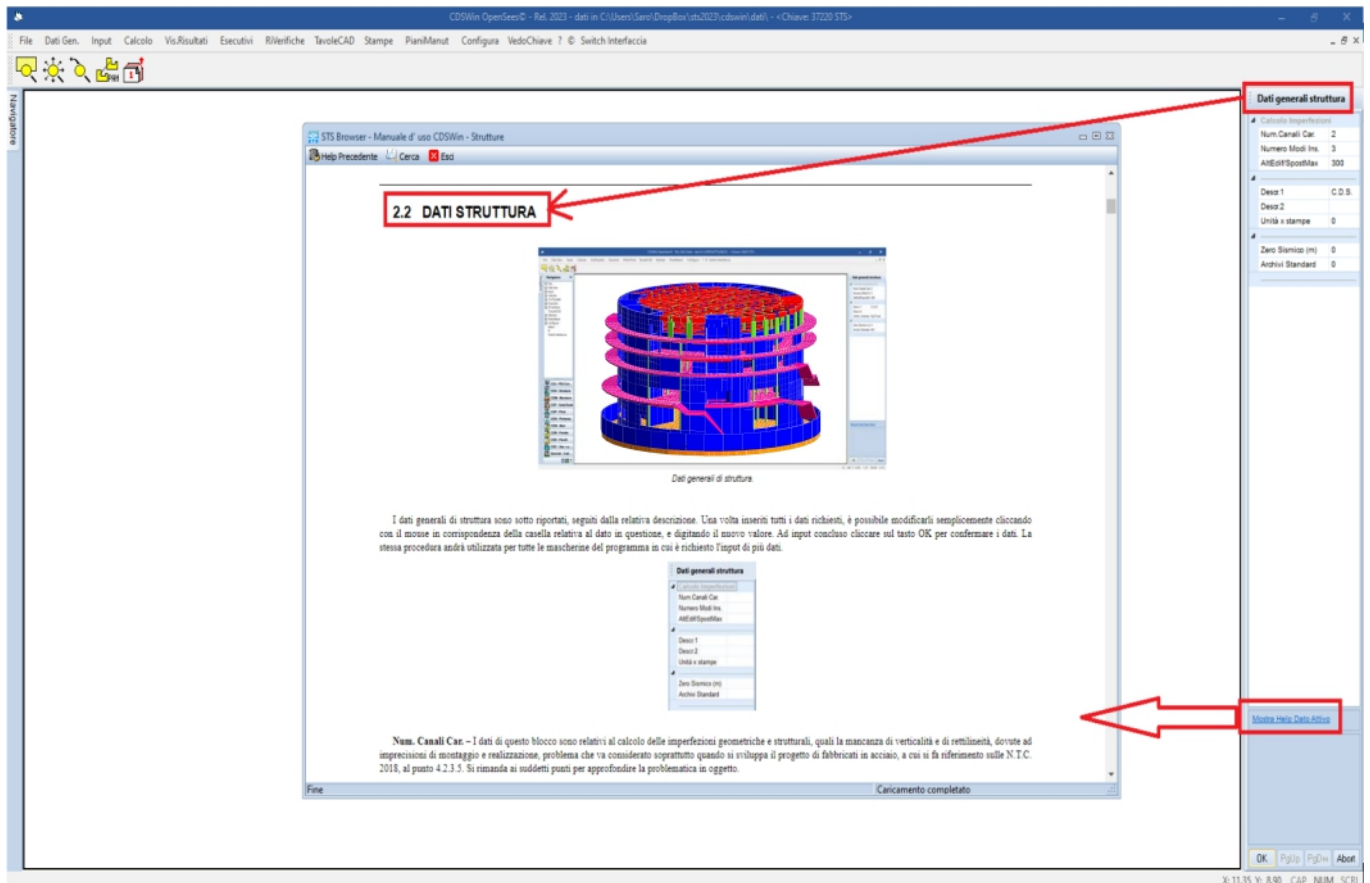 CDSWin OpenSees© - Rel. 2023 - dati in C:\Users\Saro\DropBox\sts2023\cdswin\dati\ - <Chiave: 37220 STS>
File Dati Gen. Input Calcolo Vis.Risultati Esecutivi RiVerifiche TavoleCAD Stampe PianiManut Configura VedoChiave ? © Switch Interfaccia
Navigatore
STS Browser - Manuale d' uso CDSWin - Strutture
Help Precedente Cerca Esci
2.2 DATI STRUTTURA
Dati generali struttura
Dati generali di struttura.
I dati generali di struttura sono sotto riportati, seguiti dalla relativa descrizione. Una volta inseriti tutti i dati richiesti, è possibile modificarli semplicemente cliccando
con il mouse in corrispondenza della casella relativa al dato in questione, e digitando il nuovo valore. Ad input concluso cliccare sul tasto OK per confermare i dati. La
stessa procedura andrà utilizzata per tutte le mascherine del programma in cui è richiesto l'input di più dati.
Dati generali struttura
Calcolo Imperfezioni
Num.Canali Car.
Numero Modi Ins.
AltEdif/SpostMax
Descr.1
Descr.2
Unità x stampe
Zero Sismico (m)
Archivi Standard
Num. Canali Car. – I dati di questo blocco sono relativi al calcolo delle imperfezioni geometriche e strutturali, quali la mancanza di verticalità e di rettilineità, dovute ad
imprecisioni di montaggio e realizzazione, problema che va considerato soprattutto quando si sviluppa il progetto di fabbricati in acciaio, a cui si fa riferimento sulle N.T.C.
2018, al punto 4.2.3.5. Si rimanda ai suddetti punti per approfondire la problematica in oggetto.
Fine Caricamento completato
Dati generali struttura
Calcolo Imperfezioni
Num.Canali Car. 2
Numero Modi Ins. 3
AltEdif/SpostMax 300
Descr.1 C.D.S.
Descr.2
Unità x stampe 0
Zero Sismico (m) 0
Archivi Standard 0
Mostra Help Dato Attivo
OK PgUp PgDw Abort
X: 11.35 Y: 8.90 CAP NUM SCRL